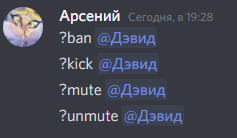 Арсений Сегодня, в 19:28
?ban @Дэвид
?kick @Дэвид
?mute @Дэвид
?unmute @Дэвид